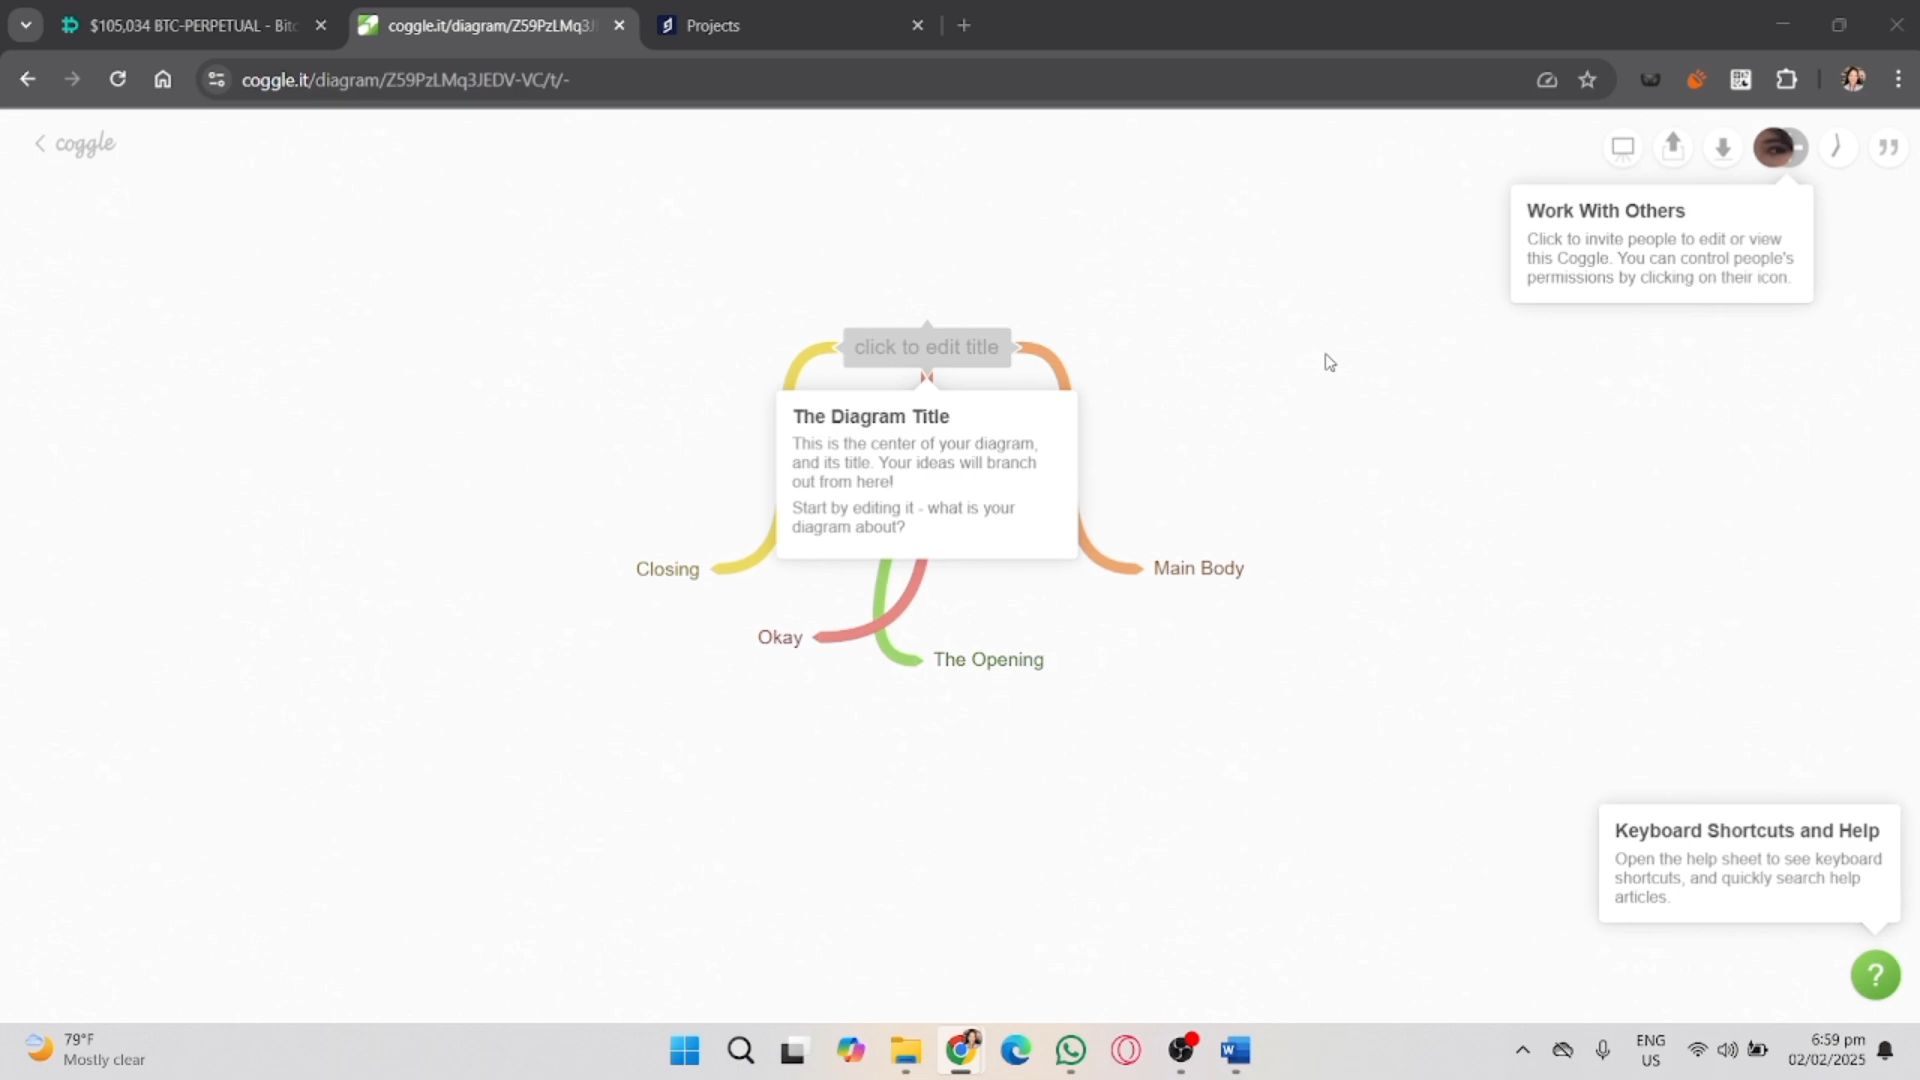 $105,034 BTC-PERPETUAL - Bitc
coggle.it/diagram/Z59PzLMq3J
Projects
coggle.it/diagram/Z59PzLMq3JEDV-VC/t/-
coggle
Work With Others
Click to invite people to edit or view
this Coggle. You can control people's
permissions by clicking on their icon.
click to edit title
The Diagram Title
This is the center of your diagram,
and its title. Your ideas will branch
out from here!
Start by editing it - what is your
diagram about?
Closing
Main Body
Okay
The Opening
Keyboard Shortcuts and Help
Open the help sheet to see keyboard
shortcuts, and quickly search help
articles.
?
79°F
Mostly clear
ENG
US
6:59 pm
02/02/2025